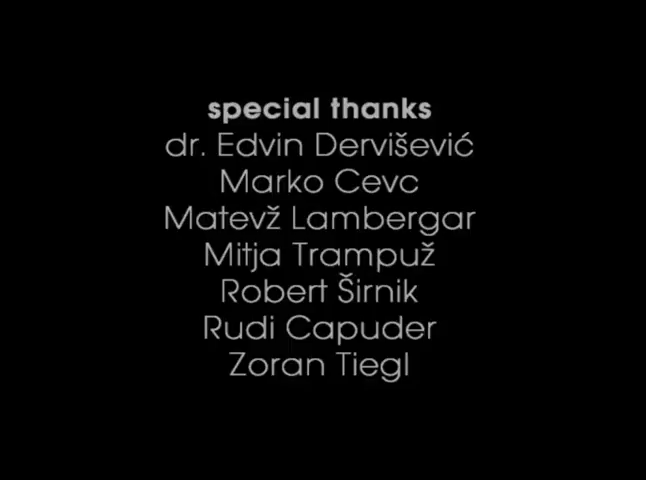 special thanks
dr. Edvin Dervišević
Marko Cevc
Matevž Lambergar
Mitja Trampuž
Robert Širnik
Rudi Capuder
Zoran Tiegl